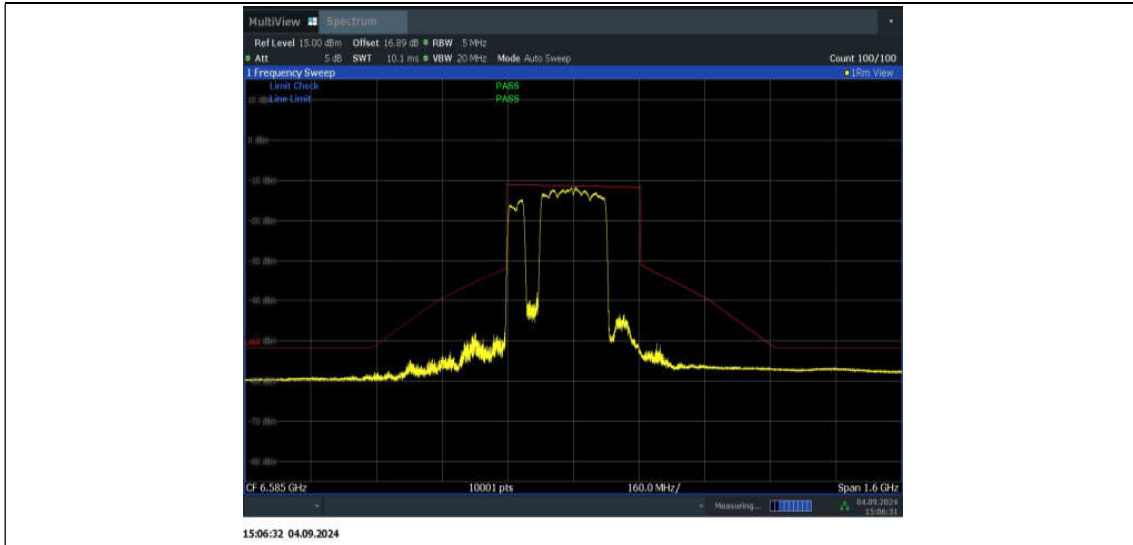 MultiView Spectrum
Ref Level 15.00 dBm Offset 16.89 dB RBW 5 MHz
Att 5 dB SWT 10.1 ms VBW 20 MHz Mode Auto Sweep Count 100/100
1 Frequency Sweep 1Rm View
Limit Check PASS
Line Limit PASS
0 dBm
-10 dBm
-20 dBm
-30 dBm
-40 dBm
-70 dBm
CF 6.585 GHz 10001 pts 160.0 MHz/ Span 1.6 GHz
Measuring... 04.09.2024
15:06:31
15:06:32 04.09.2024